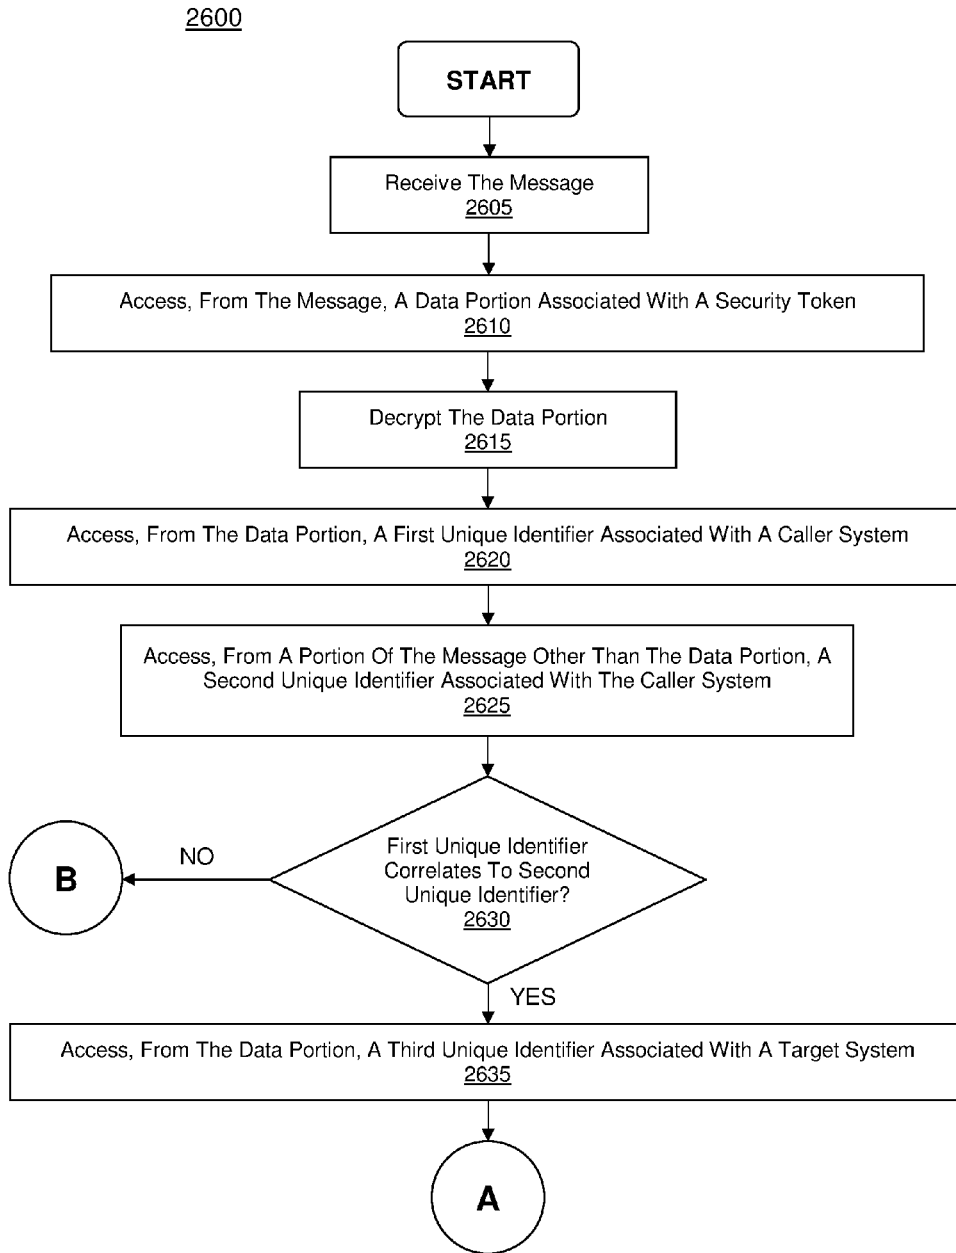 2600
START
Receive The Message
2605
Access, From The Message, A Data Portion Associated With A Security Token
2610
Decrypt The Data Portion
2615
Access, From The Data Portion, A First Unique Identifier Associated With A Caller System
2620
Access, From A Portion Of The Message Other Than The Data Portion, A
Second Unique Identifier Associated With The Caller System
2625
First Unique Identifier
Correlates To Second
Unique Identifier?
2630
NO
B
YES
Access, From The Data Portion, A Third Unique Identifier Associated With A Target System
2635
A